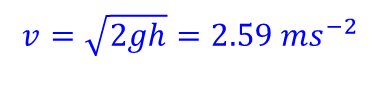 v = √2gh = 2.59 ms⁻²